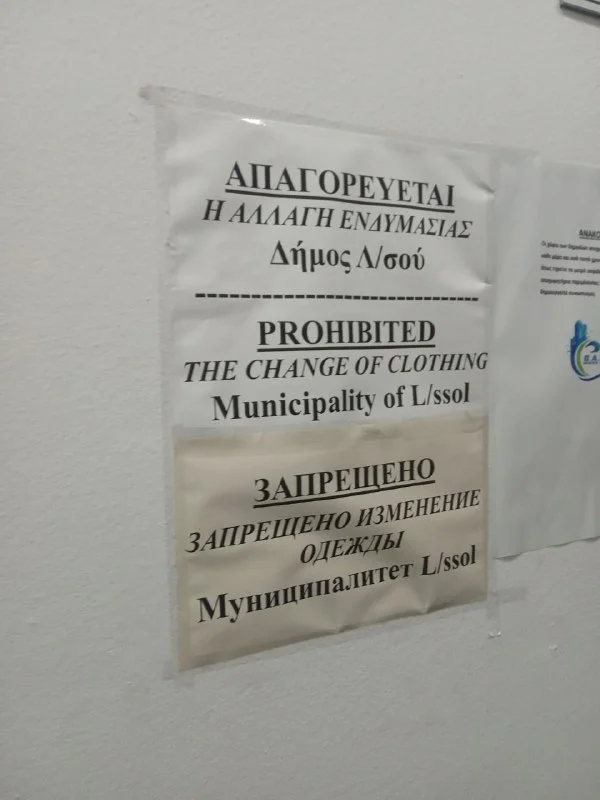 ΑΠΑΓΟΡΕΥΕΤΑΙ
Η ΑΛΛΑΓΗ ΕΝΔΥΜΑΣΙΑΣ
Δήμος Λ/σού
--------------------------------
PROHIBITED
THE CHANGE OF CLOTHING
Municipality of L/ssol
ЗАПРЕЩЕНО
ЗАПРЕЩЕНО ИЗМЕНЕНИЕ
ОДЕЖДЫ
Муниципалитет L/ssol
ΑΝΑΚΟ